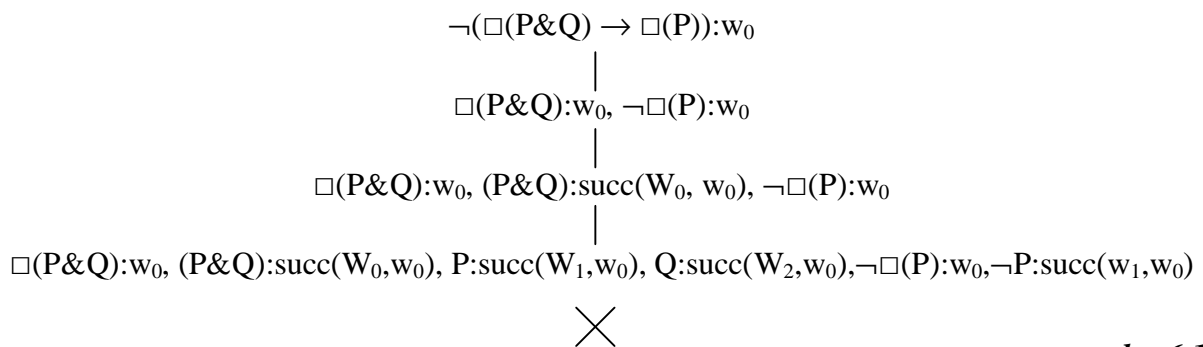 ¬(□(P&Q) → □(P)):w₀
□(P&Q):w₀, ¬□(P):w₀
□(P&Q):w₀, (P&Q):succ(W₀, w₀), ¬□(P):w₀
□(P&Q):w₀, (P&Q):succ(W₀,w₀), P:succ(W₁,w₀), Q:succ(W₂,w₀),¬□(P):w₀,¬P:succ(w₁,w₀)